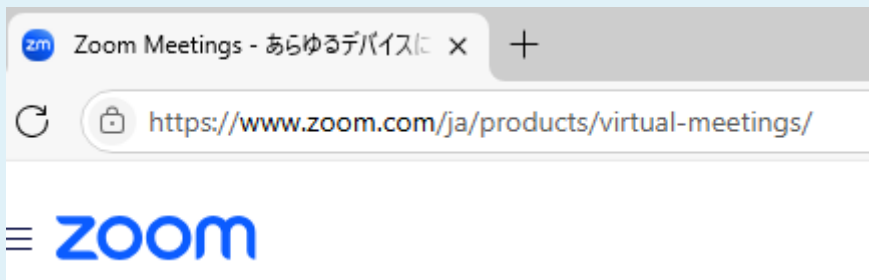 zm Zoom Meetings - あらゆるデバイスに
https://www.zoom.com/ja/products/virtual-meetings/
zoom